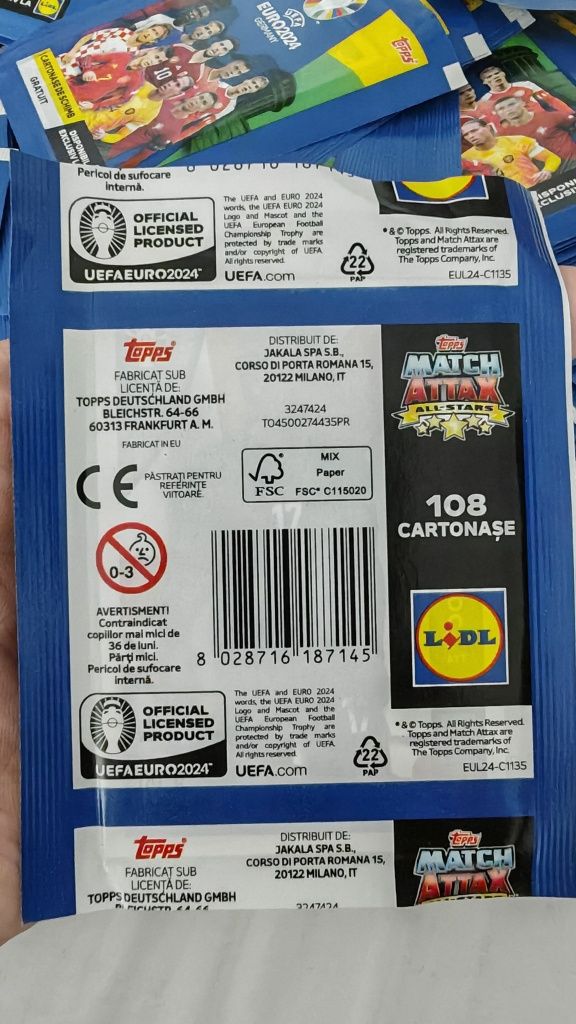 LIDL
EURO2024
GERMANY
topps
CARTONAȘE DE SCHIMB
GRATUIT
EXCLUSIV
Pericol de sufocare
internă.
8 028716 187145
OFFICIAL
LICENSED
PRODUCT
UEFAEURO2024™
The UEFA and EURO 2024
words, the UEFA EURO 2024
Logo and Mascot and the
UEFA European Football
Championship Trophy are
protected by trade marks
and/or copyright of UEFA.
All rights reserved.
UEFA.com
22
PAP
* & © Topps. All Rights Reserved.
Topps and Match Attax are
registered trademarks of
The Topps Company, Inc.
EUL24-C1135
topps
FABRICAT SUB
LICENȚĂ DE:
TOPPS DEUTSCHLAND GMBH
BLEICHSTR. 64-66
60313 FRANKFURT A. M.
FABRICAT IN EU
DISTRIBUIT DE:
JAKALA SPA S.B.,
CORSO DI PORTA ROMANA 15,
20122 MILANO, IT
3247424
TO4500274435PR
CE
PĂSTRAȚI PENTRU
REFERINȚE
VIITOARE.
FSC
MIX
Paper
FSC® C115020
topps
MATCH
ATTAX
ALL-STARS
108
CARTONAȘE
LIDL
0-3
AVERTISMENT!
Contraindicat
copiilor mai mici de
36 de luni.
Părți mici.
Pericol de sufocare
internă.
8 028716 187145
OFFICIAL
LICENSED
PRODUCT
UEFAEURO2024™
The UEFA and EURO 2024
words, the UEFA EURO 2024
Logo and Mascot and the
UEFA European Football
Championship Trophy are
protected by trade marks
and/or copyright of UEFA.
All rights reserved.
UEFA.com
22
PAP
* & © Topps. All Rights Reserved.
Topps and Match Attax are
registered trademarks of
The Topps Company, Inc.
EUL24-C1135
topps
FABRICAT SUB
LICENȚĂ DE:
TOPPS DEUTSCHLAND GMBH
BLEICHSTR. 64-66
DISTRIBUIT DE:
JAKALA SPA S.B.,
CORSO DI PORTA ROMANA 15,
20122 MILANO, IT
3247424
topps
MATCH
ATTAX